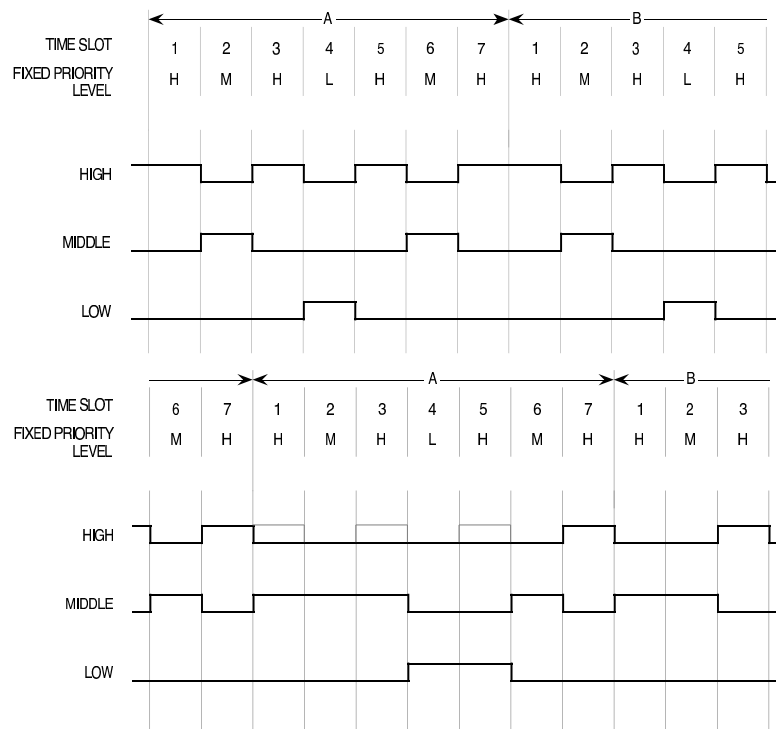 A B
TIME SLOT 1 2 3 4 5 6 7 1 2 3 4 5
FIXED PRIORITY H M H L H M H H M H L H
LEVEL
HIGH
MIDDLE
LOW
A B
TIME SLOT 6 7 1 2 3 4 5 6 7 1 2 3
FIXED PRIORITY M H H M H L H M H H M H
LEVEL
HIGH
MIDDLE
LOW